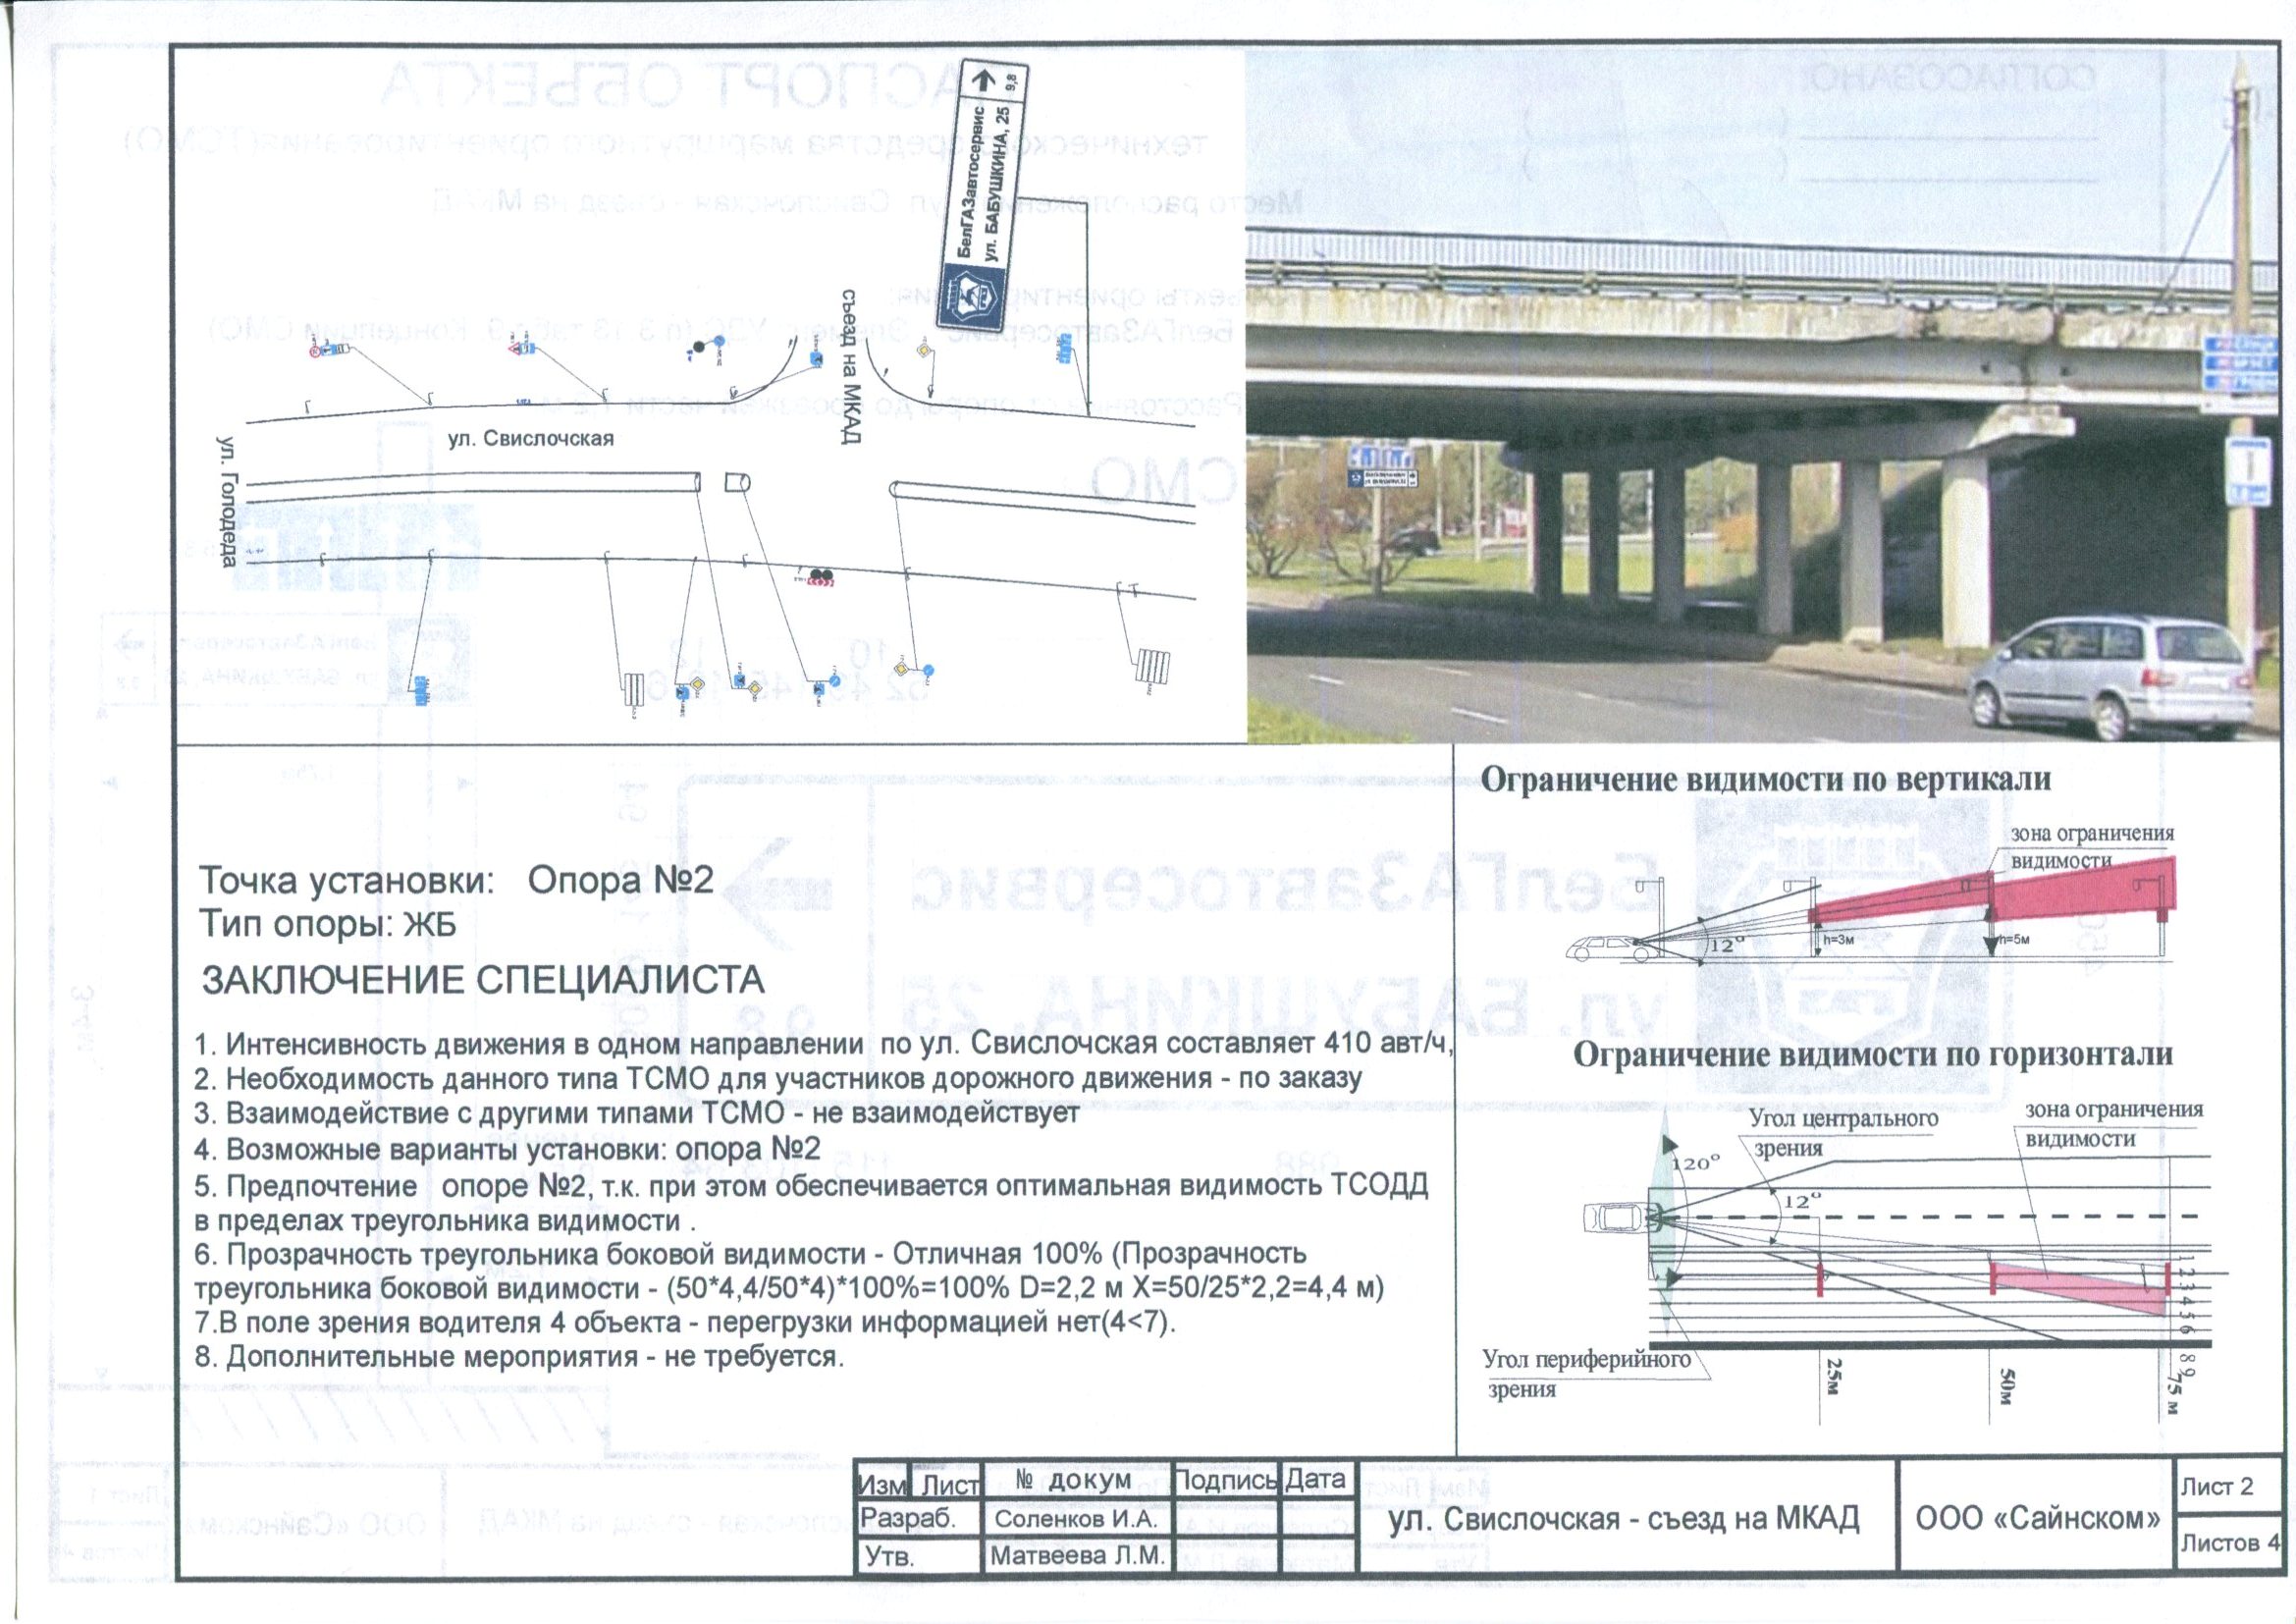 БелГАЗавтосервис
ул. БАБУШКИНА, 25
9,8
съезд на МКАД
ул. Свислочская
ул. Голодеда
Точка установки: Опора №2
Тип опоры: ЖБ
ЗАКЛЮЧЕНИЕ СПЕЦИАЛИСТА
1. Интенсивность движения в одном направлении по ул. Свислочская составляет 410 авт/ч,
2. Необходимость данного типа ТСМО для участников дорожного движения - по заказу
3. Взаимодействие с другими типами ТСМО - не взаимодействует
4. Возможные варианты установки: опора №2
5. Предпочтение опоре №2, т.к. при этом обеспечивается оптимальная видимость ТСОДД
в пределах треугольника видимости .
6. Прозрачность треугольника боковой видимости - Отличная 100% (Прозрачность
треугольника боковой видимости - (50*4,4/50*4)*100%=100% D=2,2 м X=50/25*2,2=4,4 м)
7.В поле зрения водителя 4 объекта - перегрузки информацией нет(4<7).
8. Дополнительные мероприятия - не требуется.
Ограничение видимости по вертикали
зона ограничения
видимости
12°
h=3м
h=5м
Ограничение видимости по горизонтали
Угол центрального
зрения
зона ограничения
видимости
120°
12°
1 2 3 4 5 6 8 9
Угол периферийного
зрения
25м
50м
75 м
Изм Лист № докум Подпись Дата
Разраб. Соленков И.А.
Утв. Матвеева Л.М.
ул. Свислочская - съезд на МКАД
ООО «Сайнском»
Лист 2
Листов 4